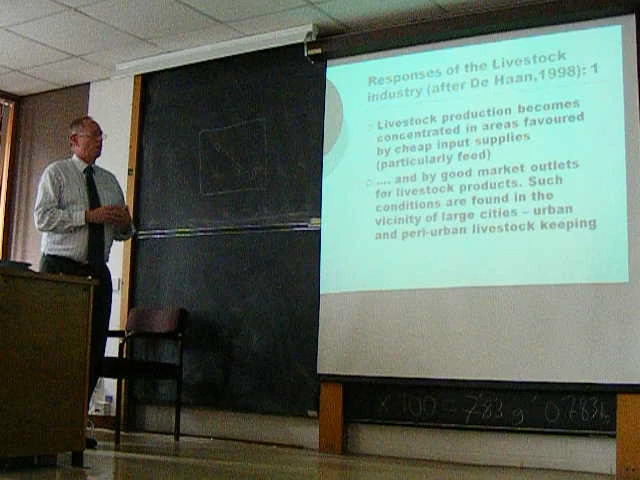 Responses of the Livestock
industry (after De Haan,1998): 1
Livestock production becomes
concentrated in areas favoured
by cheap input supplies
(particularly feed)
.... and by good market outlets
for livestock products. Such
conditions are found in the
vicinity of large cities – urban
and peri-urban livestock keeping
x 100 = 783 g